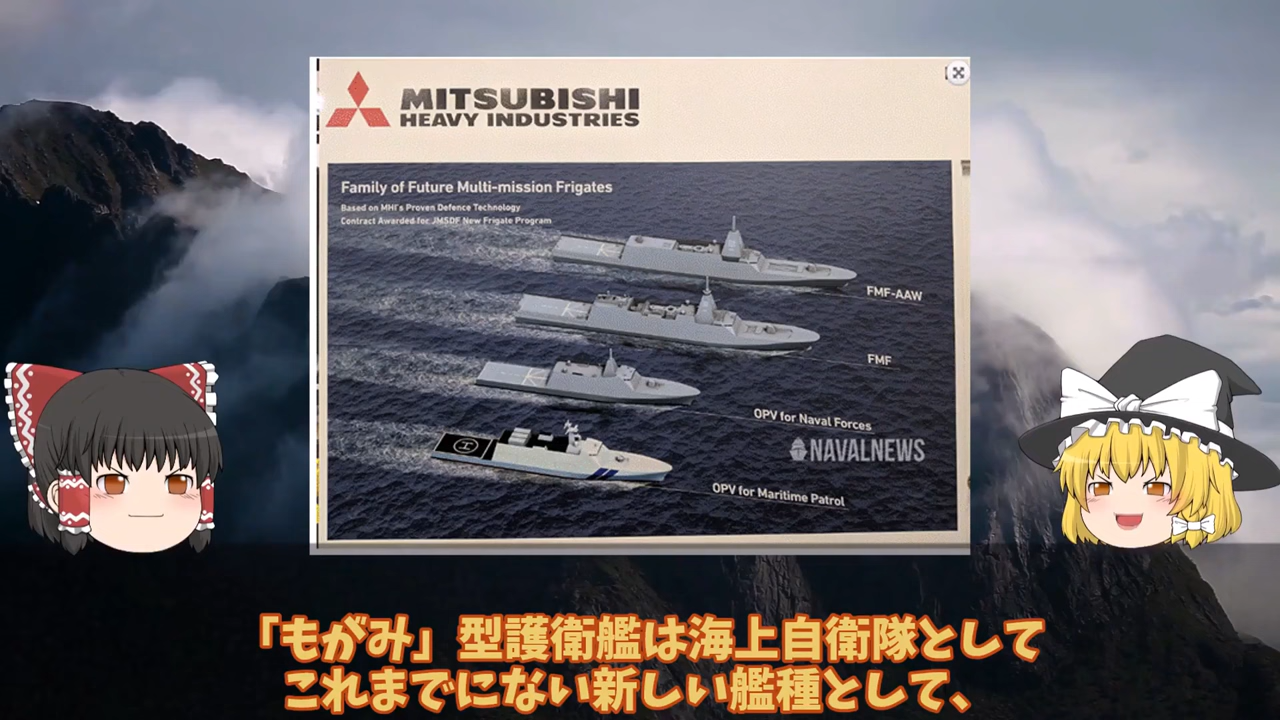 MITSUBISHI
HEAVY INDUSTRIES
Family of Future Multi-mission Frigates
Based on MHI's Proven Defence Technology
Contract Awarded for JMSDF New Frigate Program
FMF-AAW
FMF
OPV for Naval Forces
NAVALNEWS
OPV for Maritime Patrol
「もがみ」型護衛艦は海上自衛隊として
これまでにない新しい艦種として、